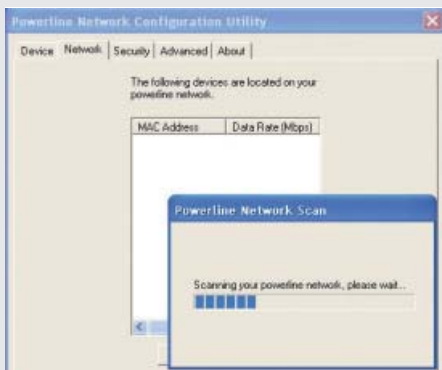 Powerline Network Configuration Utility
Device Network Security Advanced About
The following devices are located on your
powerline network.
MAC Address Data Rate (Mbps)
Powerline Network Scan
Scanning your powerline network, please wait...